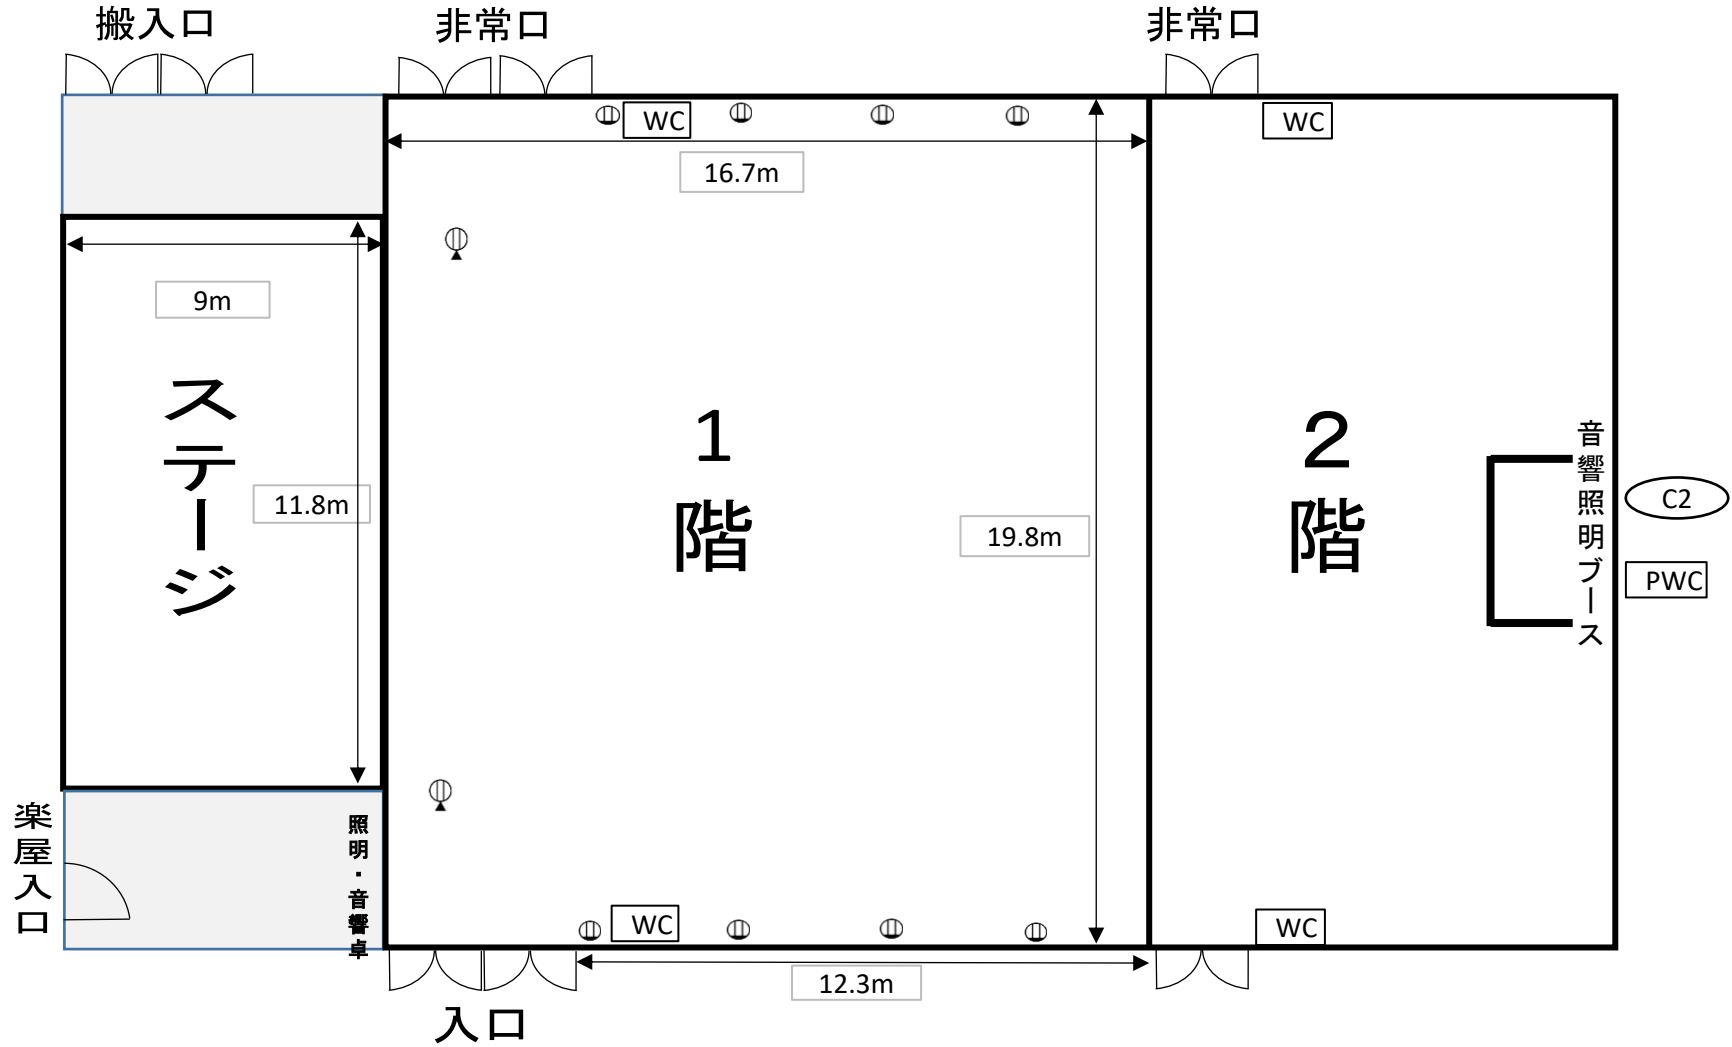 搬入口
非常口
非常口
WC
WC
16.7m
9m
ステージ
11.8m
1階
19.8m
2階
音響照明ブース
C2
PWC
楽屋入口
照明・音響卓
WC
WC
12.3m
入口